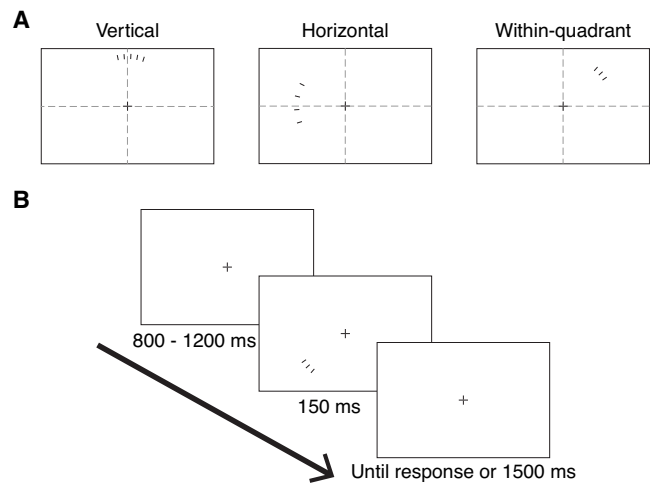 A
Vertical
Horizontal
Within-quadrant
B
800 - 1200 ms
150 ms
Until response or 1500 ms